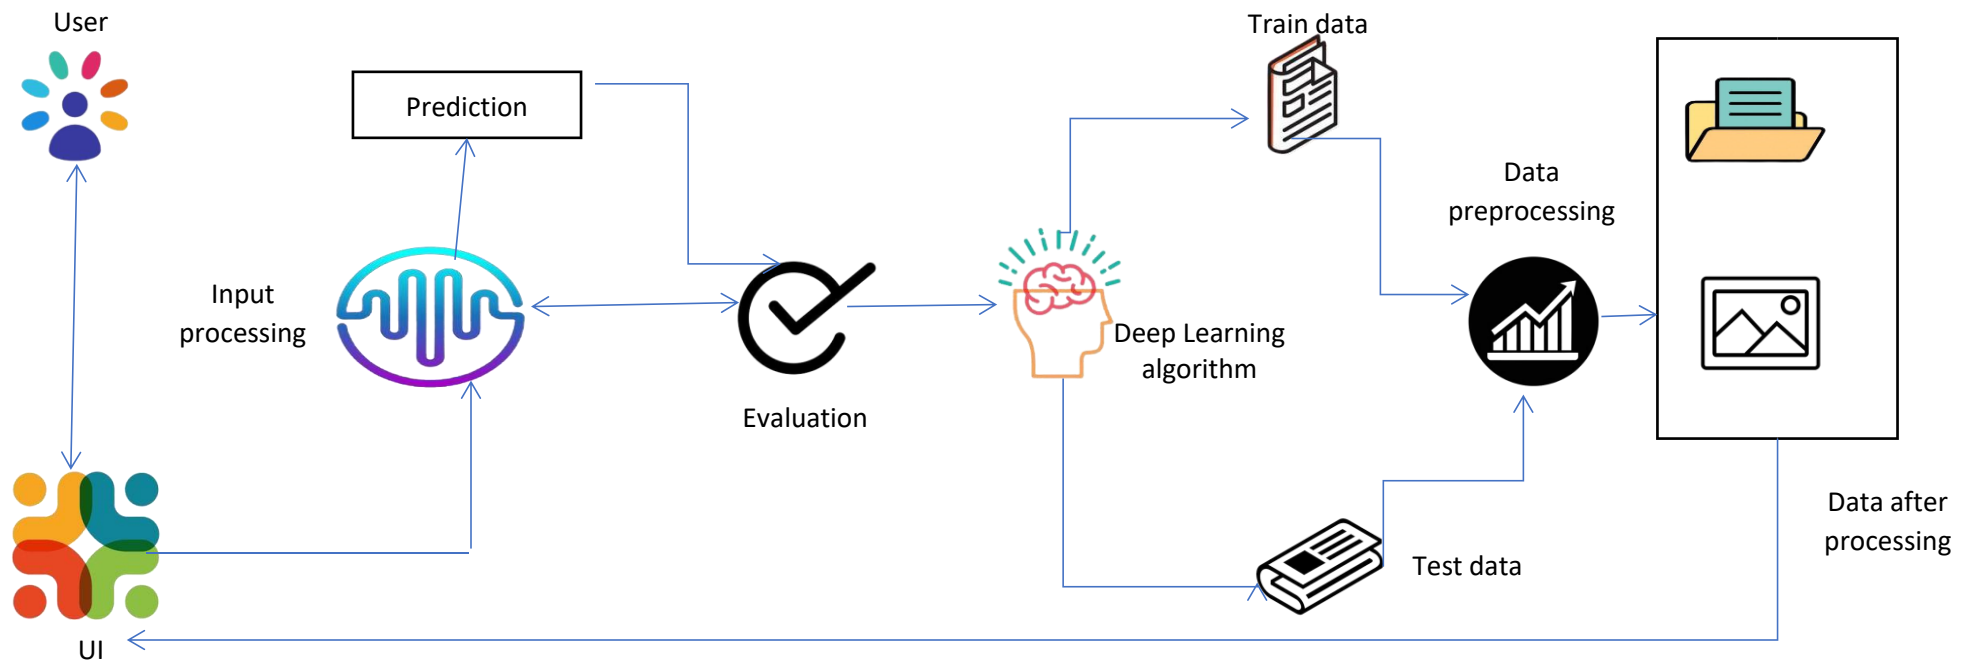 User
Train data
Prediction
Data
preprocessing
Input
processing
Deep Learning
algorithm
Evaluation
Data after
processing
Test data
UI